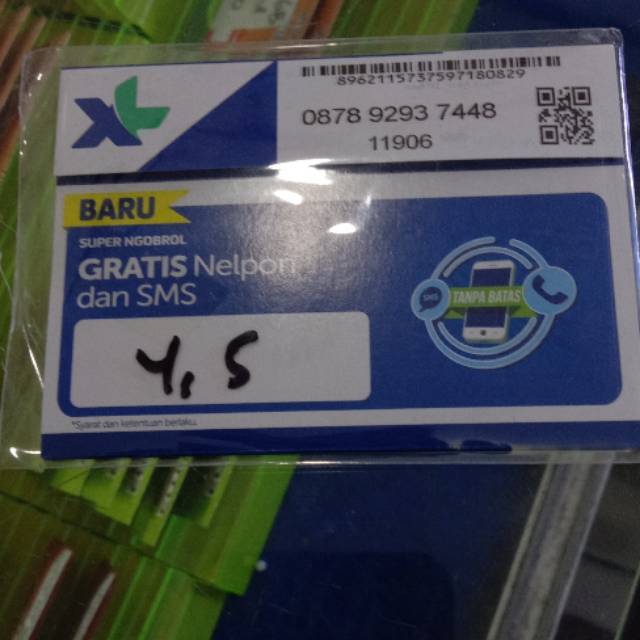 XL
8962115737597180829
0878 9293 7448
11906
BARU
SUPER NGOBROL
GRATIS Nelpon
dan SMS
SMS
TANPA BATAS
4,5
*Syarat dan ketentuan berlaku.